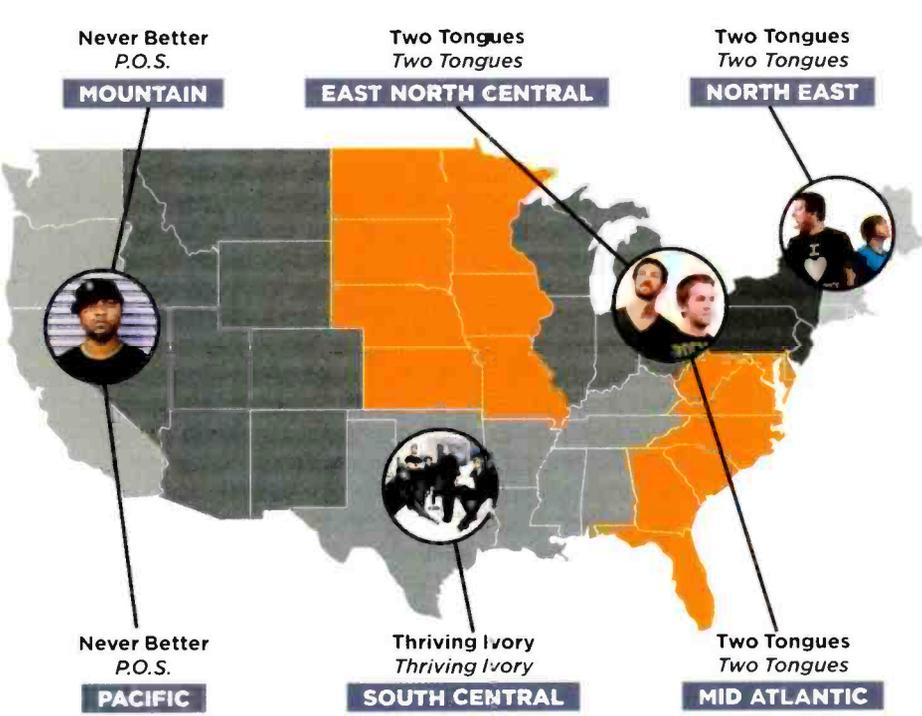 Never Better
P.O.S.
MOUNTAIN
Two Tongues
Two Tongues
EAST NORTH CENTRAL
Two Tongues
Two Tongues
NORTH EAST
I
Never Better
P.O.S.
PACIFIC
Thriving Ivory
Thriving Ivory
SOUTH CENTRAL
Two Tongues
Two Tongues
MID ATLANTIC